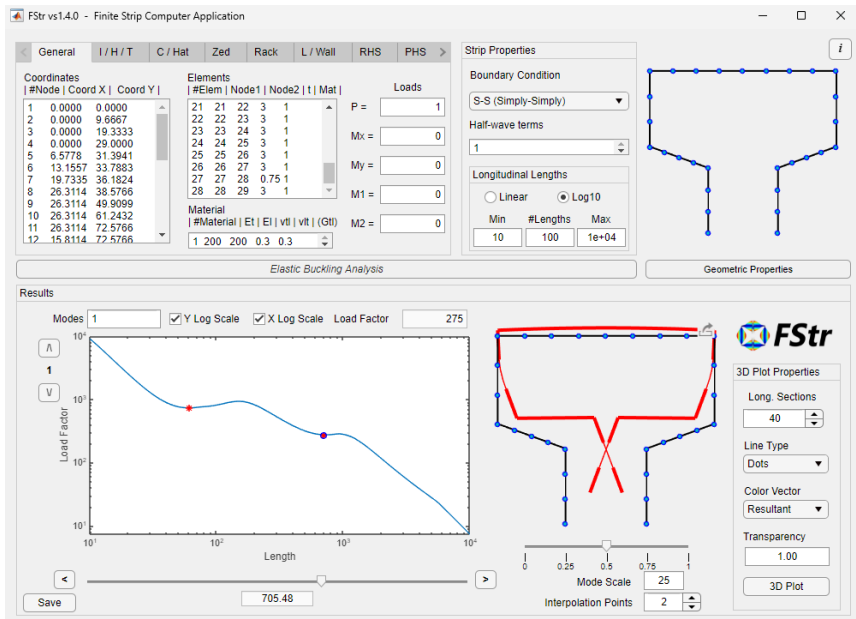 FStr vs1.4.0 - Finite Strip Computer Application
General
I / H / T
C / Hat
Zed
Rack
L / Wall
RHS
PHS
Coordinates
| #Node | Coord X | Coord Y |
1 0.0000 0.0000
2 0.0000 9.6667
3 0.0000 19.3333
4 0.0000 29.0000
5 6.5778 31.3941
6 13.1557 33.7883
7 19.7335 36.1824
8 26.3114 38.5766
9 26.3114 49.9099
10 26.3114 61.2432
11 26.3114 72.5766
12 15.8114 72.5766
Elements
| #Elem | Node1 | Node2 | t | Mat |
21 21 22 3 1
22 22 23 3 1
23 23 24 3 1
24 24 25 3 1
25 25 26 3 1
26 26 27 3 1
27 27 28 0.75 1
28 28 29 3 1
Material
| #Material | Et | El | vtl | vlt | (Gtl)
1 200 200 0.3 0.3
Loads
P = 1
Mx = 0
My = 0
M1 = 0
M2 = 0
Strip Properties
Boundary Condition
S-S (Simply-Simply)
Half-wave terms
1
Longitudinal Lengths
Linear
Log10
Min #Lengths Max
10 100 1e+04
i
Elastic Buckling Analysis
Geometric Properties
Results
Modes 1
Y Log Scale
X Log Scale
Load Factor 275
/\
1
V
10⁴
10³
10²
10¹
Load Factor
10¹ 10² 10³ 10⁴
Length
<
>
705.48
Save
0 0.25 0.5 0.75 1
Mode Scale 25
Interpolation Points 2
FStr
3D Plot Properties
Long. Sections
40
Line Type
Dots
Color Vector
Resultant
Transparency
1.00
3D Plot